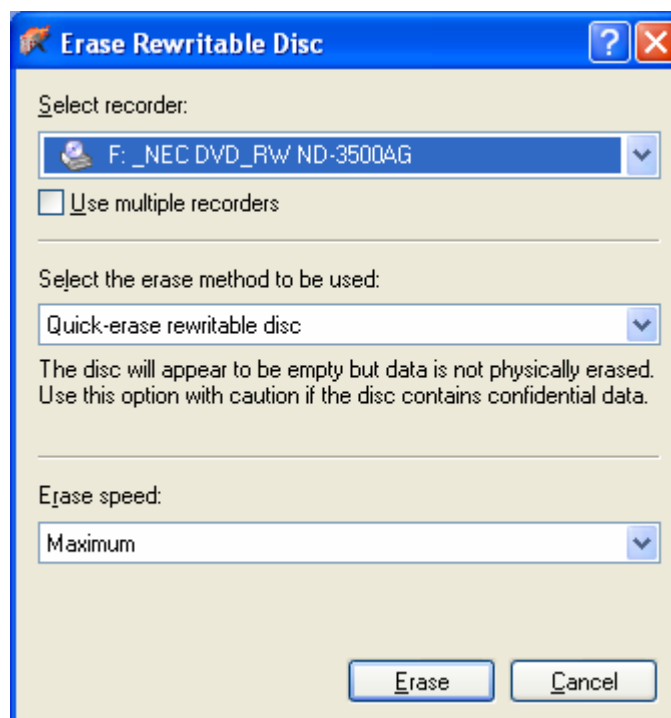 Erase Rewritable Disc
Select recorder:
F: _NEC DVD_RW ND-3500AG
Use multiple recorders
Select the erase method to be used:
Quick-erase rewritable disc
The disc will appear to be empty but data is not physically erased.
Use this option with caution if the disc contains confidential data.
Erase speed:
Maximum
Erase Cancel